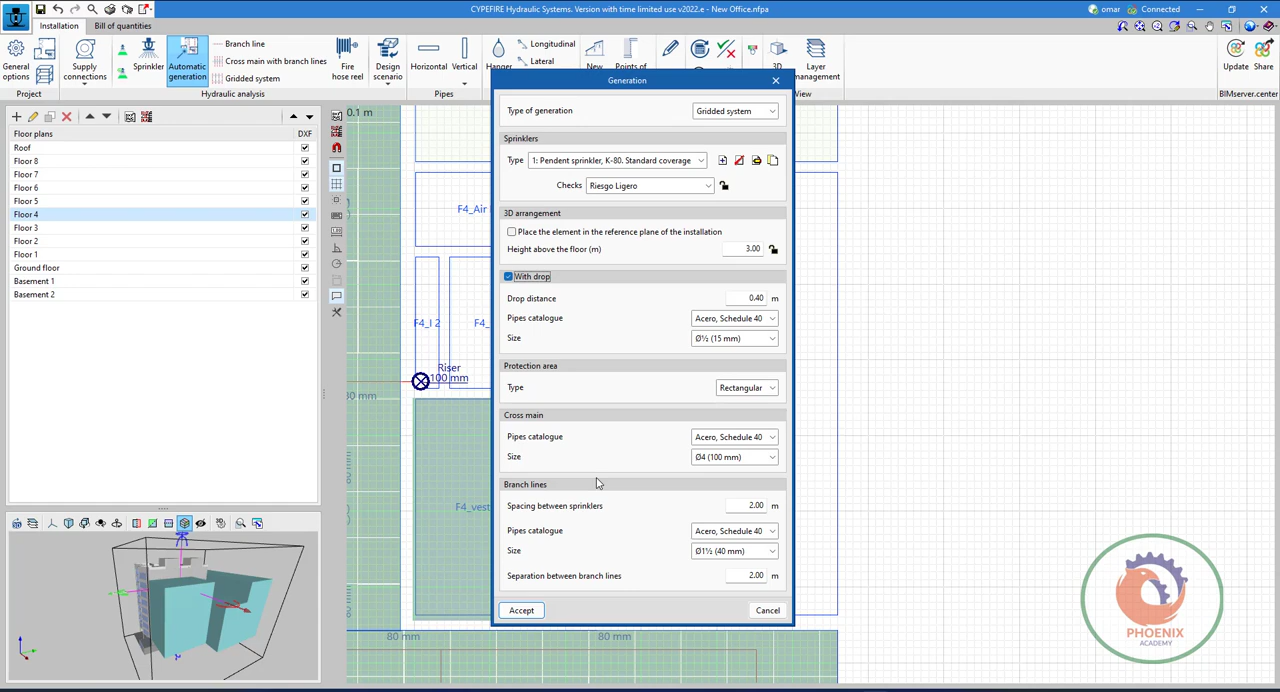 CYPEFIRE Hydraulic Systems. Version with time limited use v2022.e - New Office.nfpa
omar
Connected
Installation
Bill of quantities
General options
Supply connections
Sprinkler
Automatic generation
Branch line
Cross main with branch lines
Gridded system
Fire hose reel
Design scenario
Horizontal
Vertical
Hanger
Longitudinal
Lateral
New
Points of
3D
Layer management
Update
Share
Project
Hydraulic analysis
Pipes
View
BIMserver.center
Floor plans
DXF
Roof
Floor 8
Floor 7
Floor 6
Floor 5
Floor 4
Floor 3
Floor 2
Floor 1
Ground floor
Basement 1
Basement 2
0.1 m
F4_Air
F4_I 2
F4_
Riser
100 mm
80 mm
F4_vest
80 mm
80 mm
Generation
Type of generation
Gridded system
Sprinklers
Type
1: Pendent sprinkler, K-80. Standard coverage
Checks
Riesgo Ligero
3D arrangement
Place the element in the reference plane of the installation
Height above the floor (m)
3.00
With drop
Drop distance
0.40 m
Pipes catalogue
Acero, Schedule 40
Size
Ø½ (15 mm)
Protection area
Type
Rectangular
Cross main
Pipes catalogue
Acero, Schedule 40
Size
Ø4 (100 mm)
Branch lines
Spacing between sprinklers
2.00 m
Pipes catalogue
Acero, Schedule 40
Size
Ø1½ (40 mm)
Separation between branch lines
2.00 m
Accept
Cancel
PHOENIX
ACADEMY